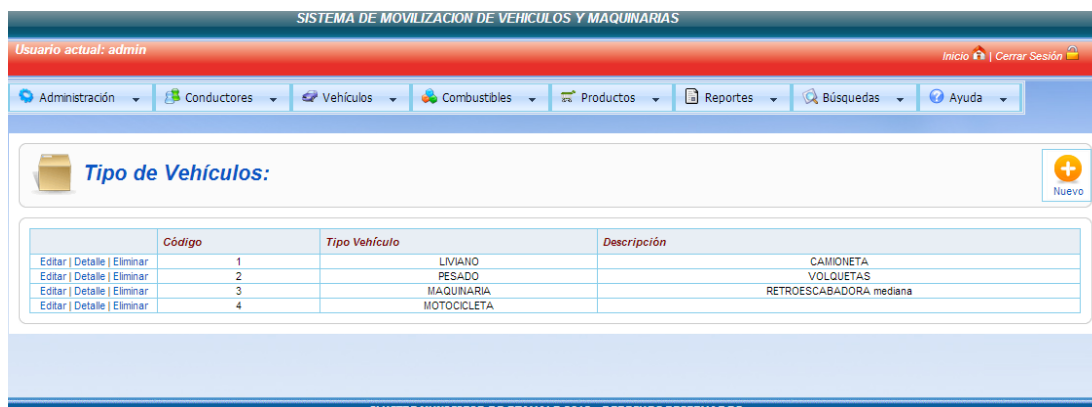 SISTEMA DE MOVILIZACION DE VEHICULOS Y MAQUINARIAS
Usuario actual: admin
Inicio | Cerrar Sesión
Administración Conductores Vehículos Combustibles Productos Reportes Búsquedas Ayuda
Tipo de Vehículos:
Nuevo
Código Tipo Vehículo Descripción
Editar | Detalle | Eliminar 1 LIVIANO CAMIONETA
Editar | Detalle | Eliminar 2 PESADO VOLQUETAS
Editar | Detalle | Eliminar 3 MAQUINARIA RETROESCABADORA mediana
Editar | Detalle | Eliminar 4 MOTOCICLETA